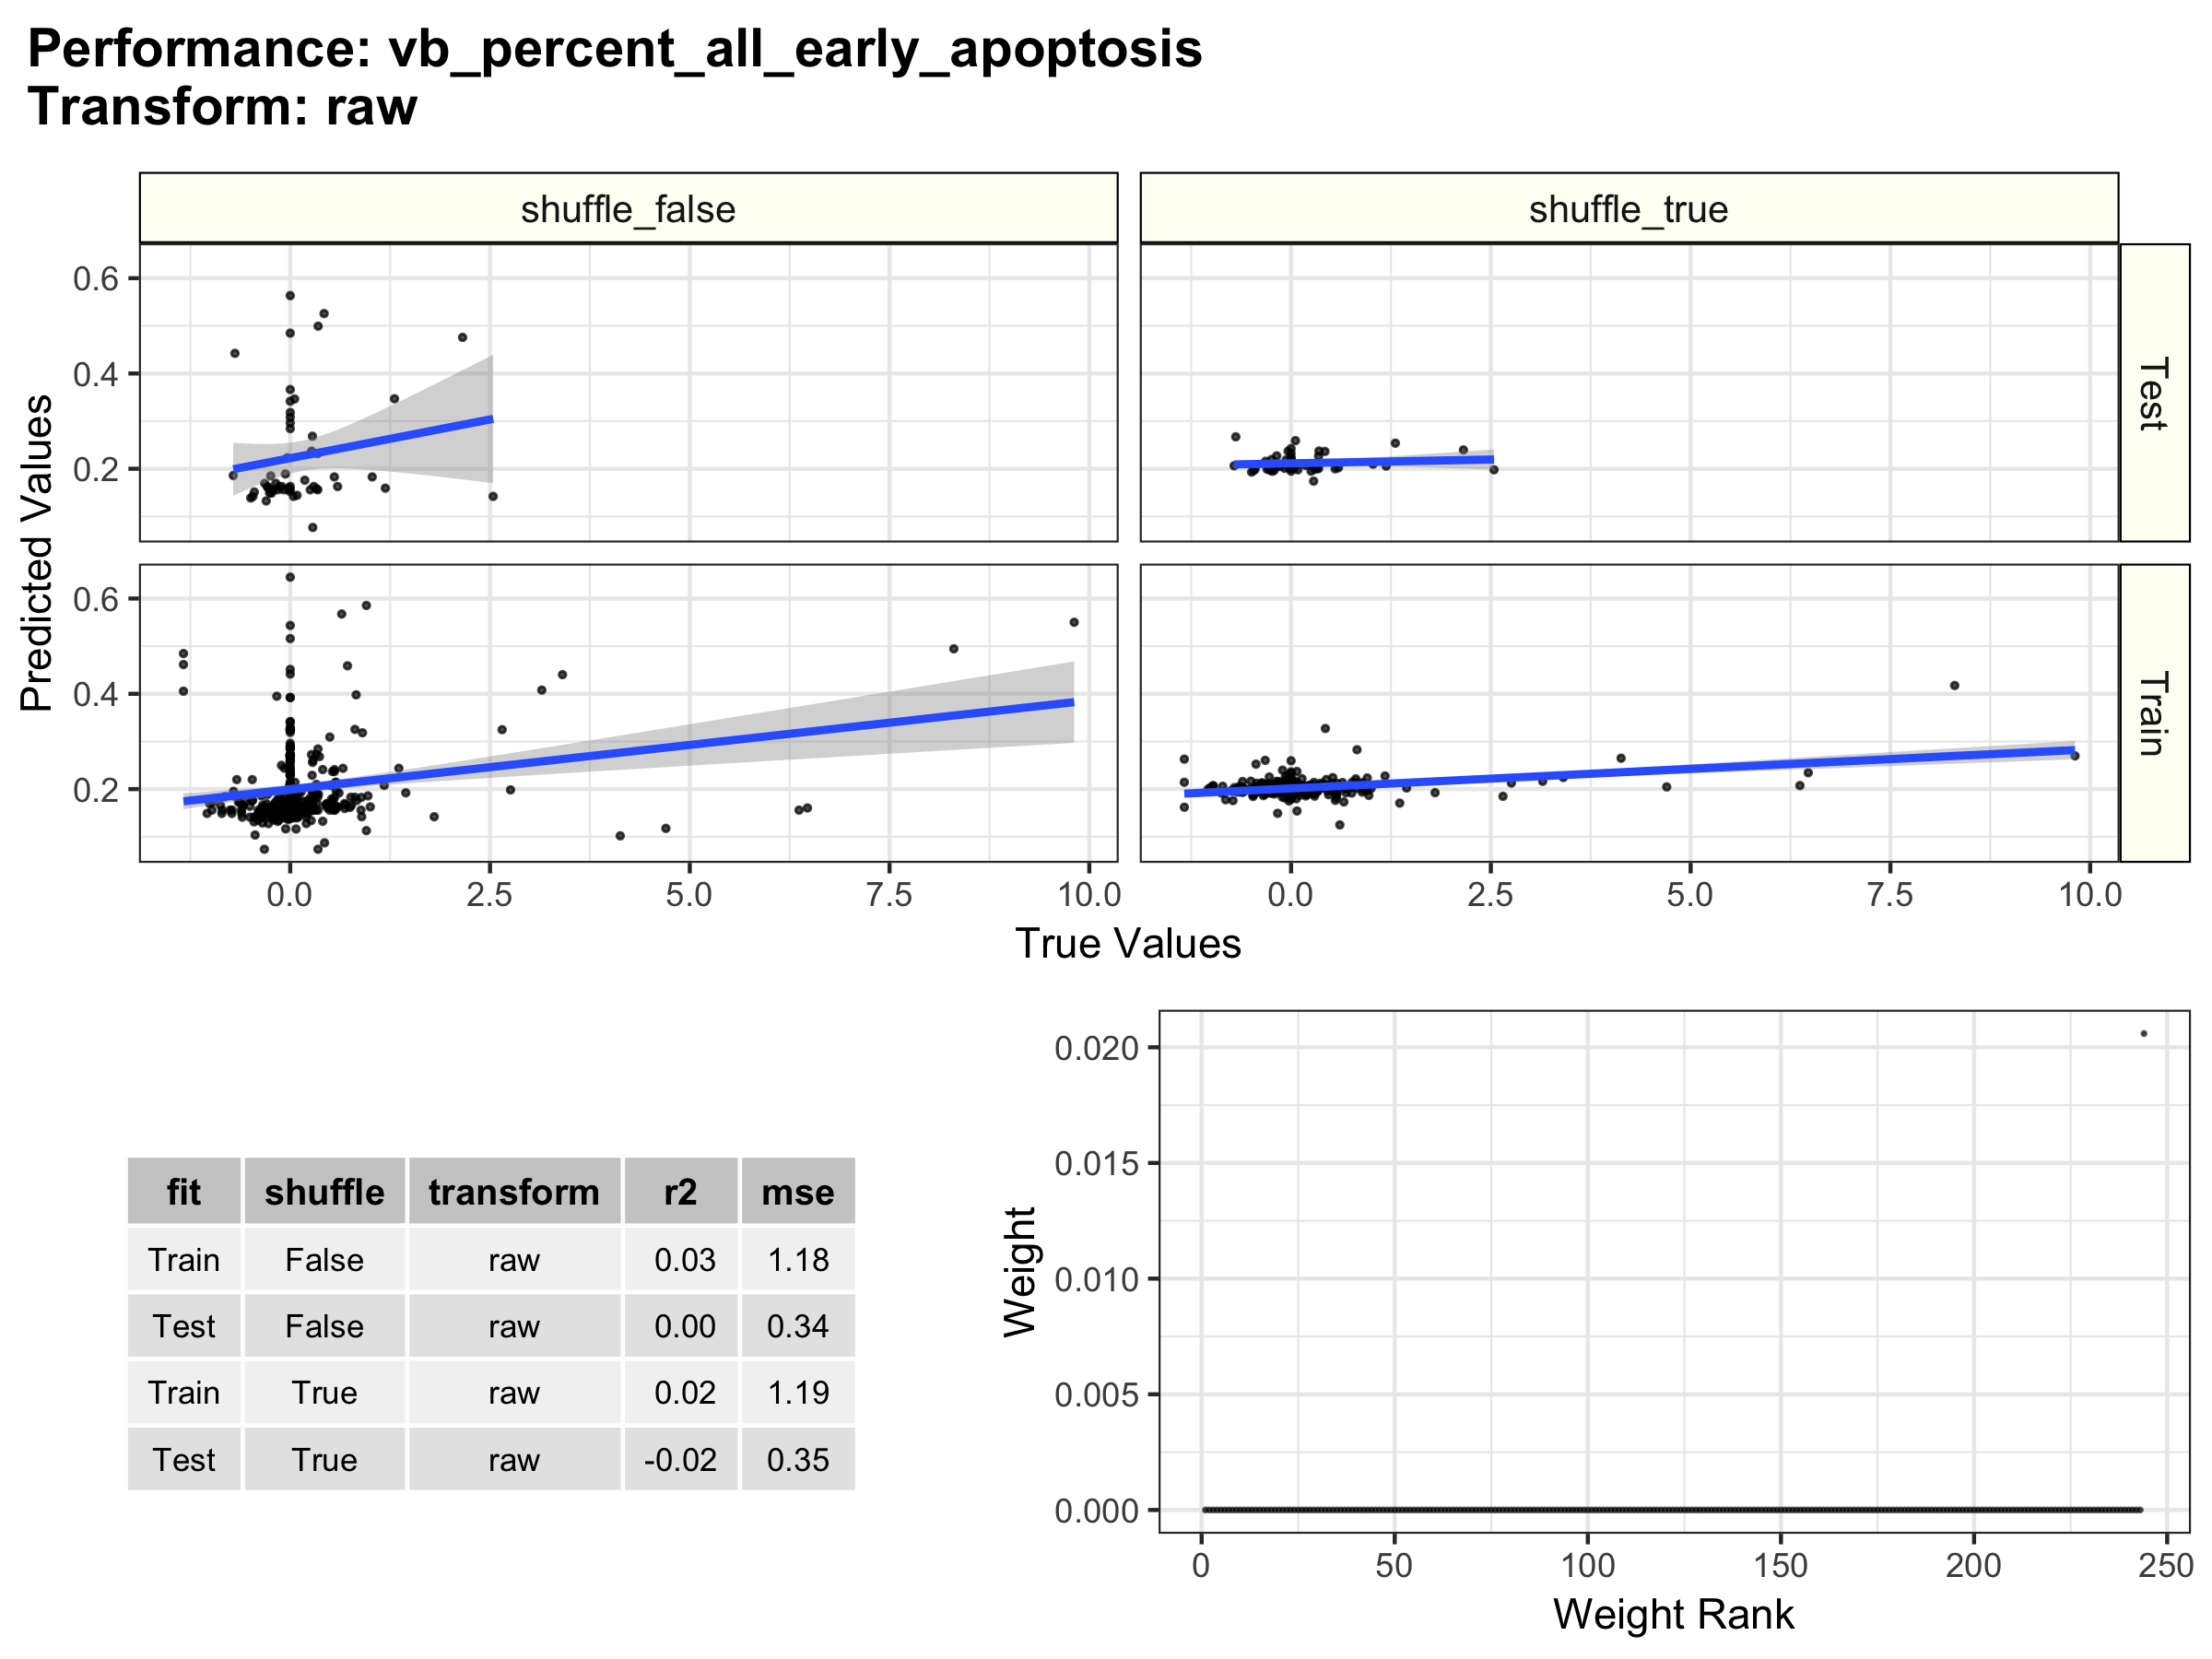 Performance: vb_percent_all_early_apoptosis
Transform: raw
shuffle_false
shuffle_true
0.6
0.4
0.2
Test
0.6
0.4
0.2
Train
Predicted Values
0.0 2.5 5.0 7.5 10.0
0.0 2.5 5.0 7.5 10.0
True Values
fit shuffle transform r2 mse
Train False raw 0.03 1.18
Test False raw 0.00 0.34
Train True raw 0.02 1.19
Test True raw -0.02 0.35
0.020
0.015
0.010
0.005
0.000
Weight
0 50 100 150 200 250
Weight Rank